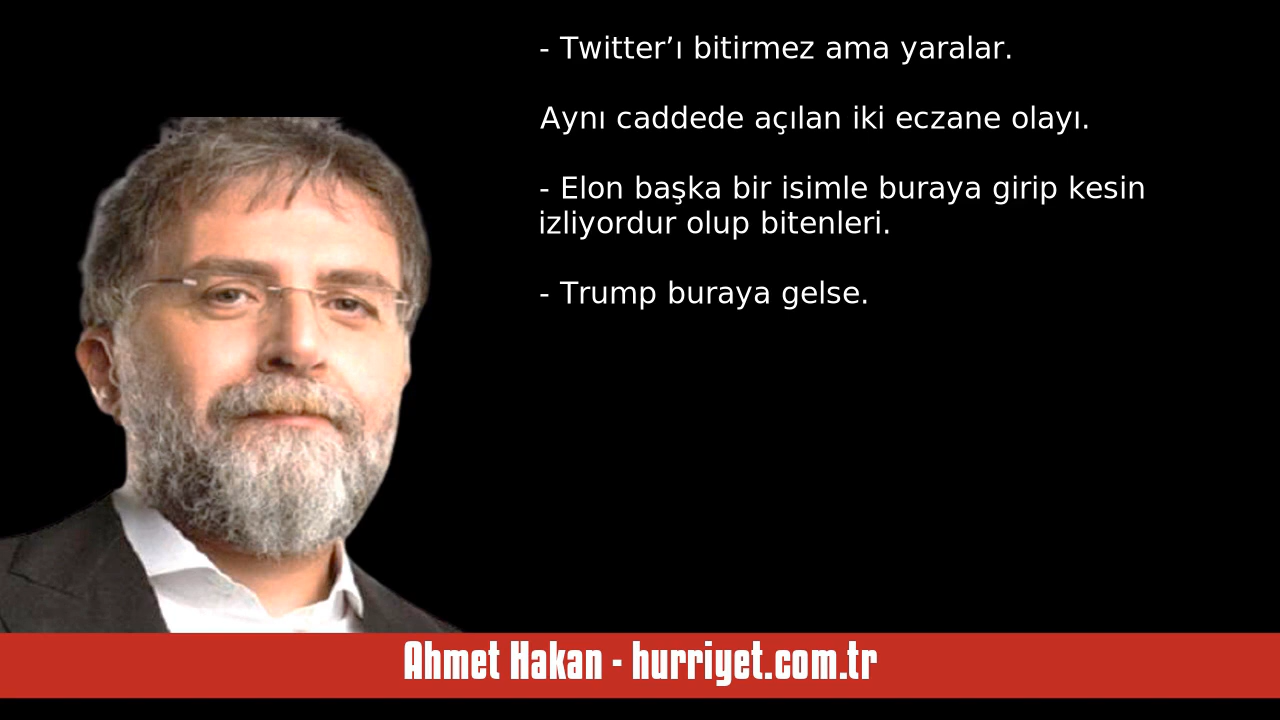 - Twitter’ı bitirmez ama yaralar.
Aynı caddede açılan iki eczane olayı.
- Elon başka bir isimle buraya girip kesin
izliyordur olup bitenleri.
- Trump buraya gelse.
Ahmet Hakan - hurriyet.com.tr